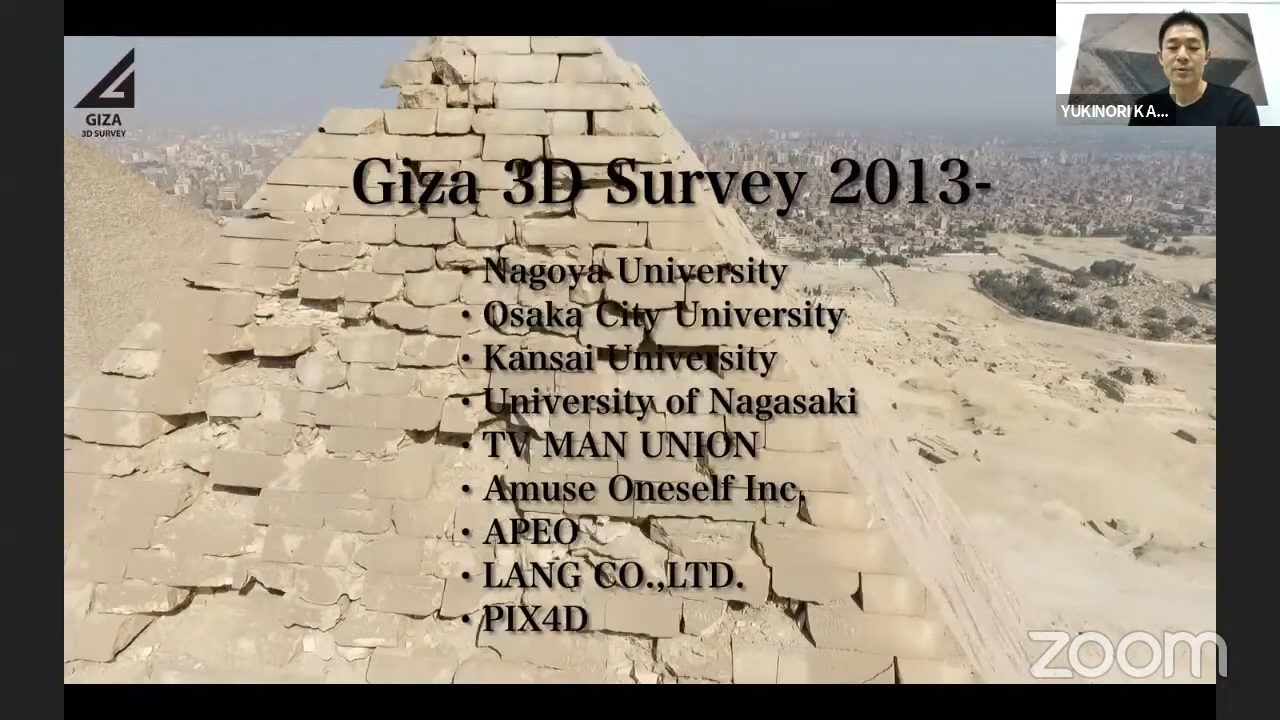 GIZA
3D SURVEY
YUKINORI KA...
Giza 3D Survey 2013-
・Nagoya University
・Osaka City University
・Kansai University
・University of Nagasaki
・TV MAN UNION
・Amuse Oneself Inc.
・APEO
・LANG CO.,LTD.
・PIX4D
zoom